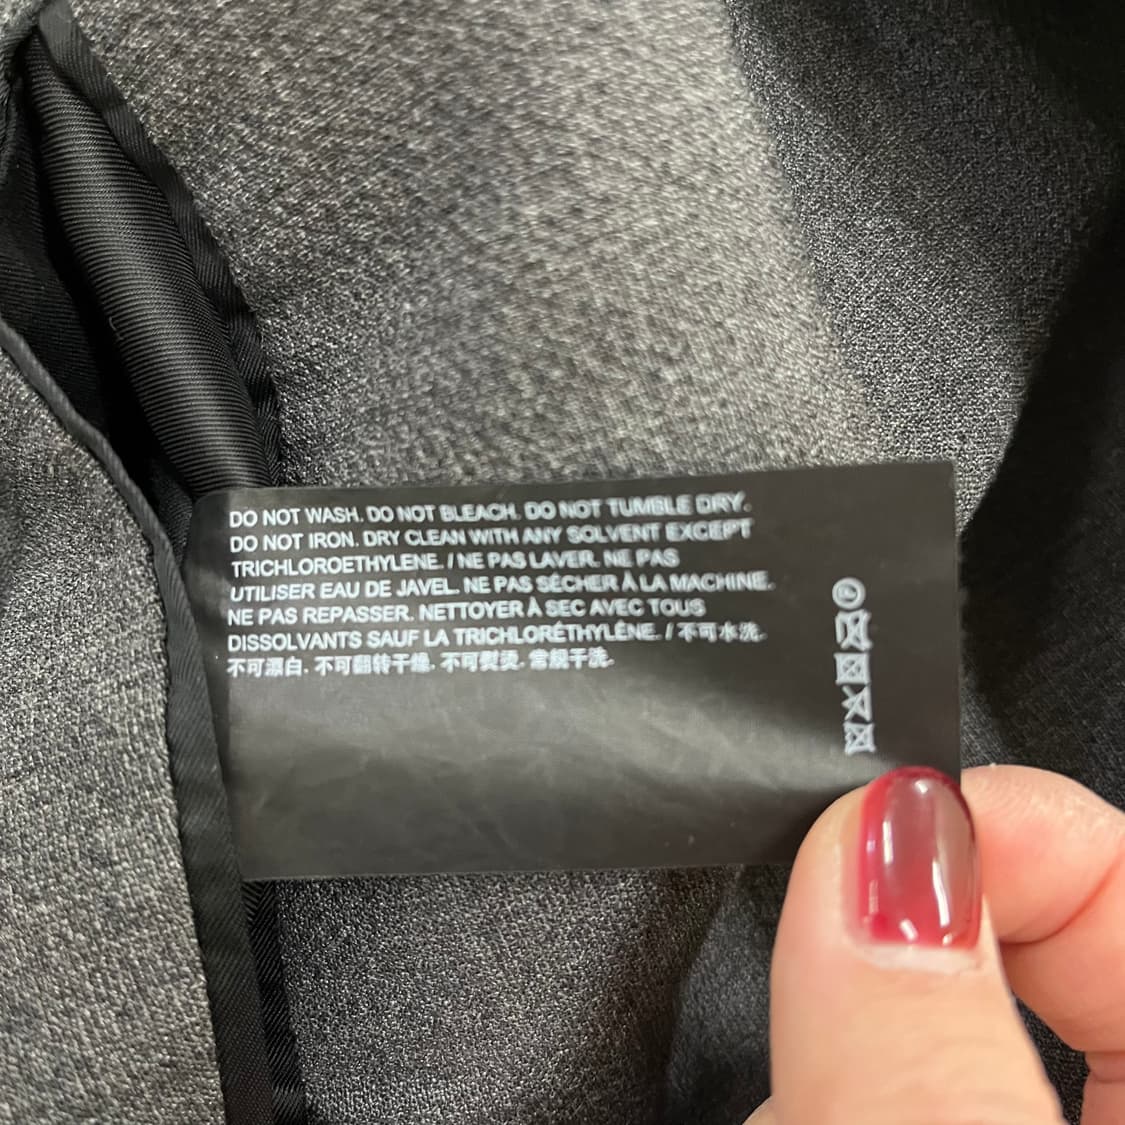 DO NOT WASH. DO NOT BLEACH. DO NOT TUMBLE DRY.
DO NOT IRON. DRY CLEAN WITH ANY SOLVENT EXCEPT
TRICHLOROETHYLENE. / NE PAS LAVER. NE PAS
UTILISER EAU DE JAVEL. NE PAS SÉCHER À LA MACHINE.
NE PAS REPASSER. NETTOYER À SEC AVEC TOUS
DISSOLVANTS SAUF LA TRICHLORÉTHYLÈNE. / 不可水洗.
不可漂白. 不可翻转干燥. 不可熨烫. 常规干洗.